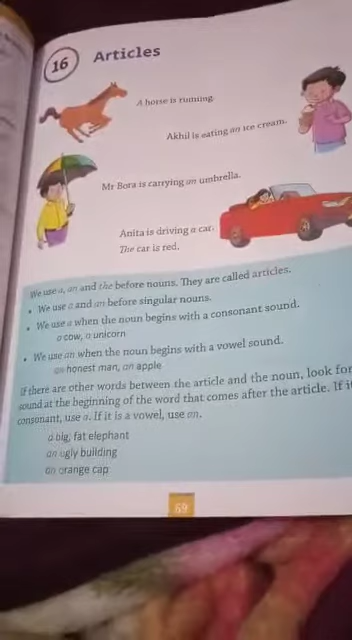 16 Articles
A horse is running.
Akhil is eating an ice cream.
Mr Bora is carrying an umbrella.
Anita is driving a car.
The car is red.
We use a, an and the before nouns. They are called articles.
• We use a and an before singular nouns.
• We use a when the noun begins with a consonant sound.
a cow, a unicorn
• We use an when the noun begins with a vowel sound.
an honest man, an apple
If there are other words between the article and the noun, look for
sound at the beginning of the word that comes after the article. If it
consonant, use a. If it is a vowel, use an.
a big, fat elephant
an ugly building
an orange cap
69